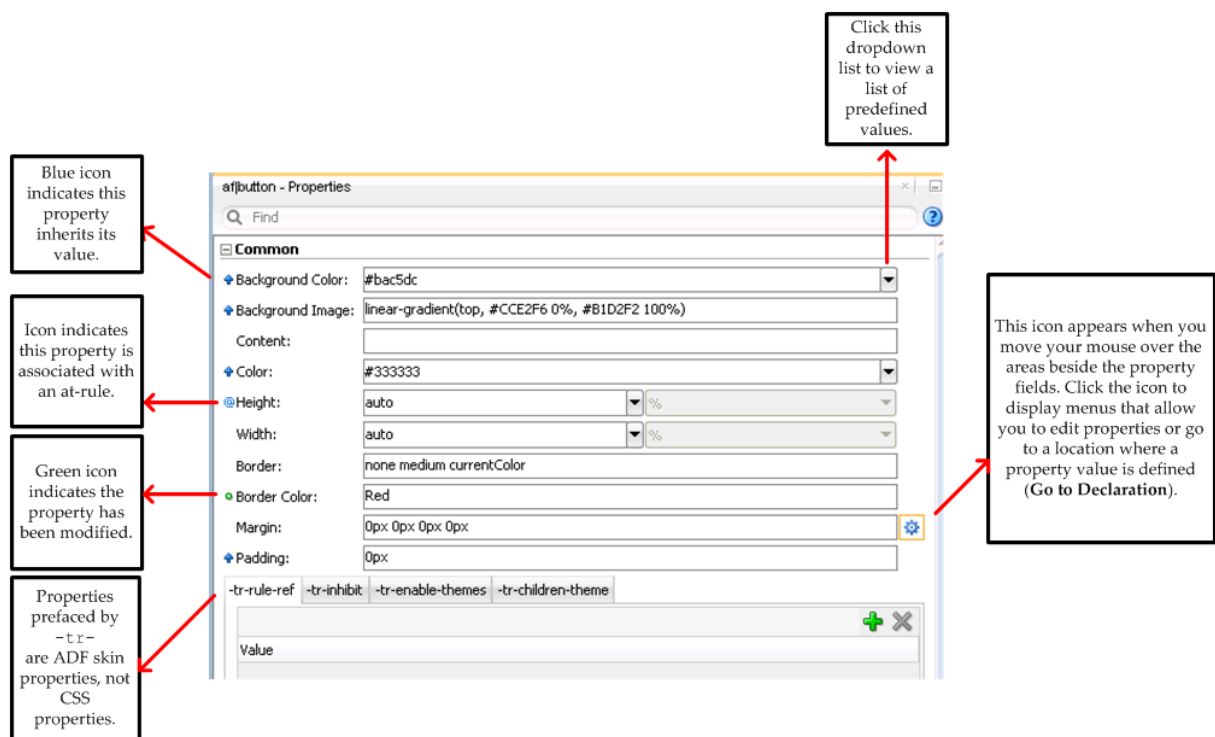 Click this
dropdown
list to view a
list of
predefined
values.
Blue icon
indicates this
property
inherits its
value.
Icon indicates
this property is
associated with
an at-rule.
Green icon
indicates the
property has
been modified.
Properties
prefaced by
-tr-
are ADF skin
properties, not
CSS
properties.
af|button - Properties
Find
Common
Background Color: #bac5dc
Background Image: linear-gradient(top, #CCE2F6 0%, #B1D2F2 100%)
Content:
Color: #333333
@Height: auto %
Width: auto %
Border: none medium currentColor
Border Color: Red
Margin: 0px 0px 0px 0px
Padding: 0px
-tr-rule-ref -tr-inhibit -tr-enable-themes -tr-children-theme
Value
This icon appears when you
move your mouse over the
areas beside the property
fields. Click the icon to
display menus that allow
you to edit properties or go
to a location where a
property value is defined
(Go to Declaration).